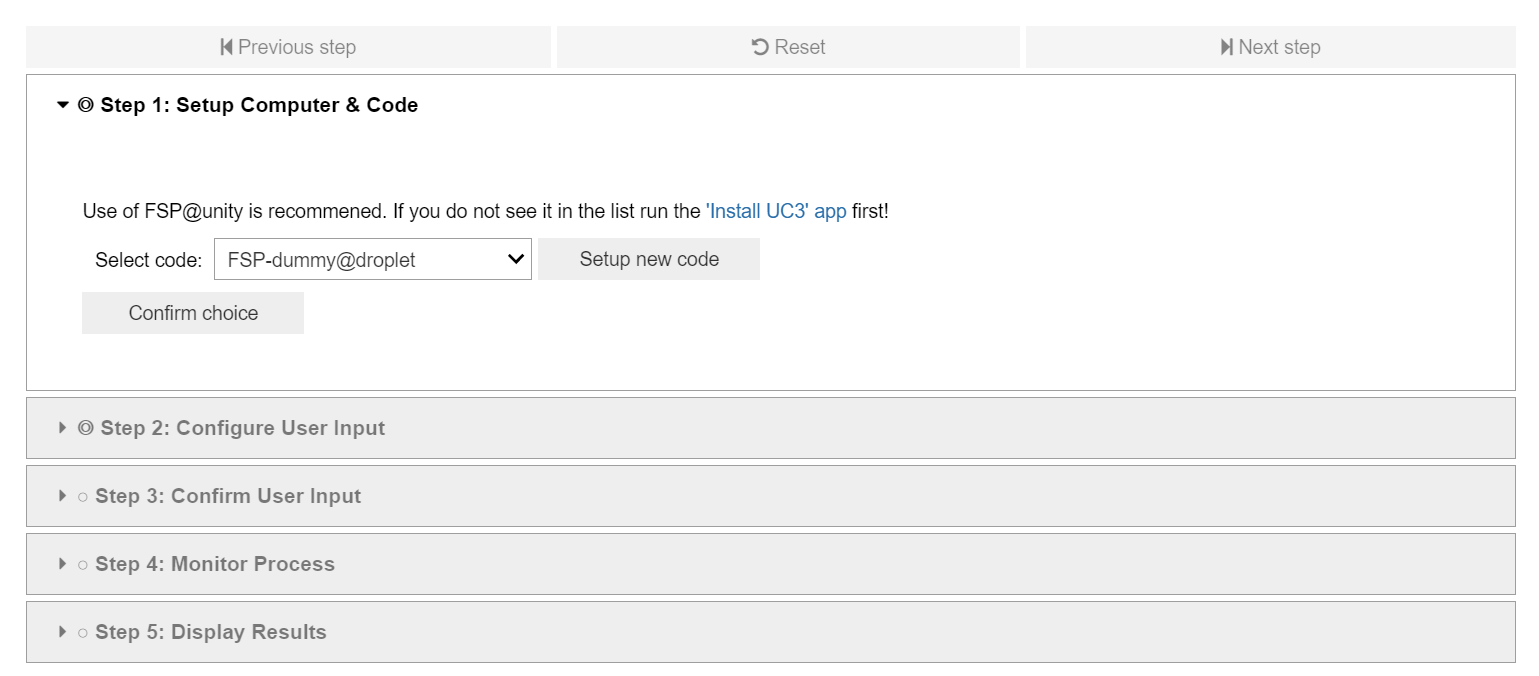 Previous step Reset Next step
Step 1: Setup Computer & Code
Use of FSP@unity is recommened. If you do not see it in the list run the 'Install UC3' app first!
Select code: FSP-dummy@droplet Setup new code
Confirm choice
Step 2: Configure User Input
Step 3: Confirm User Input
Step 4: Monitor Process
Step 5: Display Results